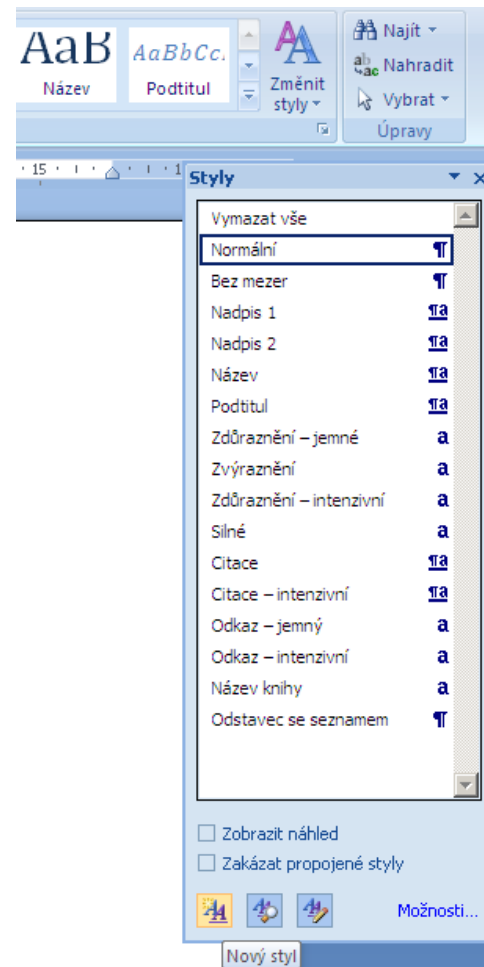 AaB
AaBbCc.
Název
Podtitul
Změnit
styly
Najít
Nahradit
Vybrat
Úpravy
15
1
Styly
Vymazat vše
Normální ¶
Bez mezer ¶
Nadpis 1 ¶a
Nadpis 2 ¶a
Název ¶a
Podtitul ¶a
Zdůraznění – jemné a
Zvýraznění a
Zdůraznění – intenzivní a
Silné a
Citace ¶a
Citace – intenzivní ¶a
Odkaz – jemný a
Odkaz – intenzivní a
Název knihy a
Odstavec se seznamem ¶
Zobrazit náhled
Zakázat propojené styly
Možnosti...
Nový styl